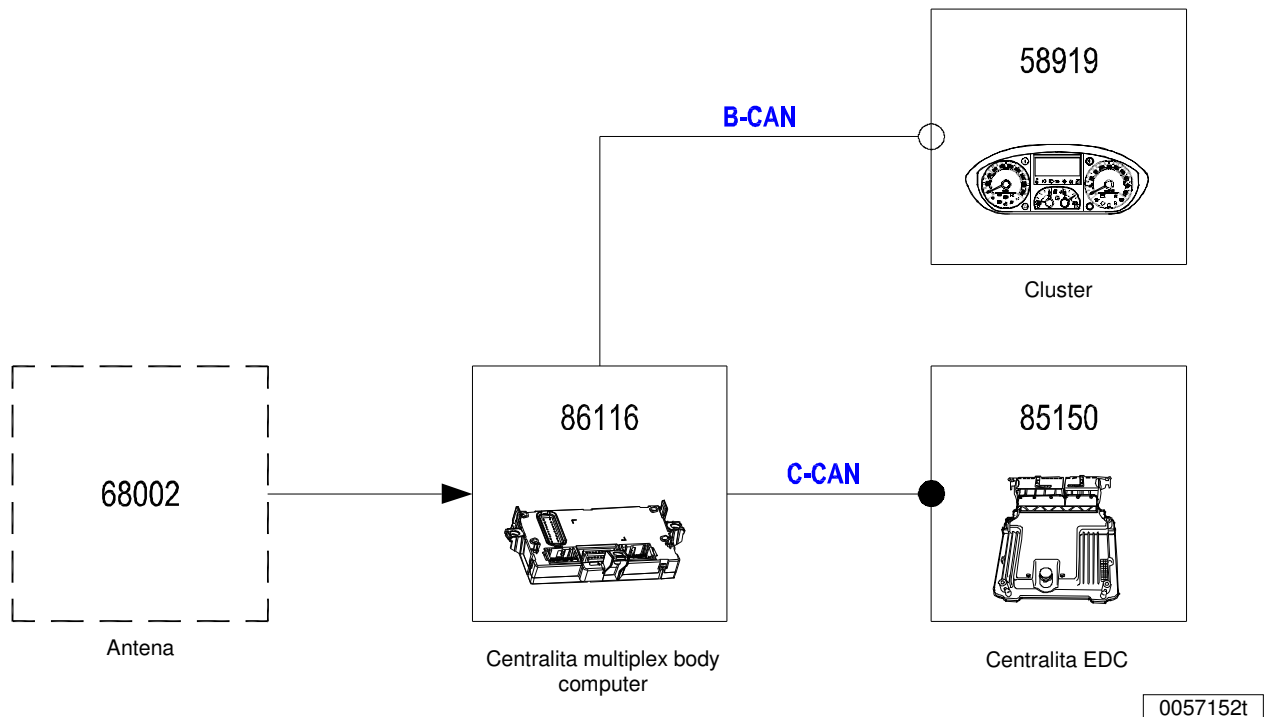 58919
B-CAN
Cluster
86116
85150
C-CAN
68002
Antena
Centralita multiplex body
computer
Centralita EDC
0057152t